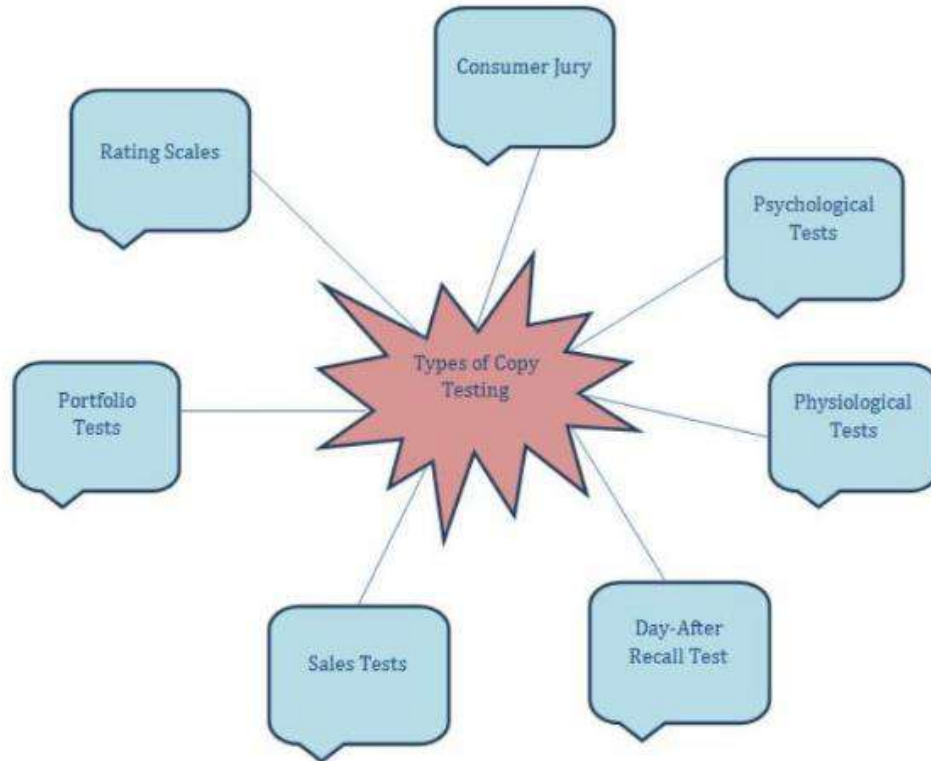 Consumer Jury
Rating Scales
Psychological
Tests
Types of Copy
Testing
Portfolio
Tests
Physiological
Tests
Sales Tests
Day-After
Recall Test